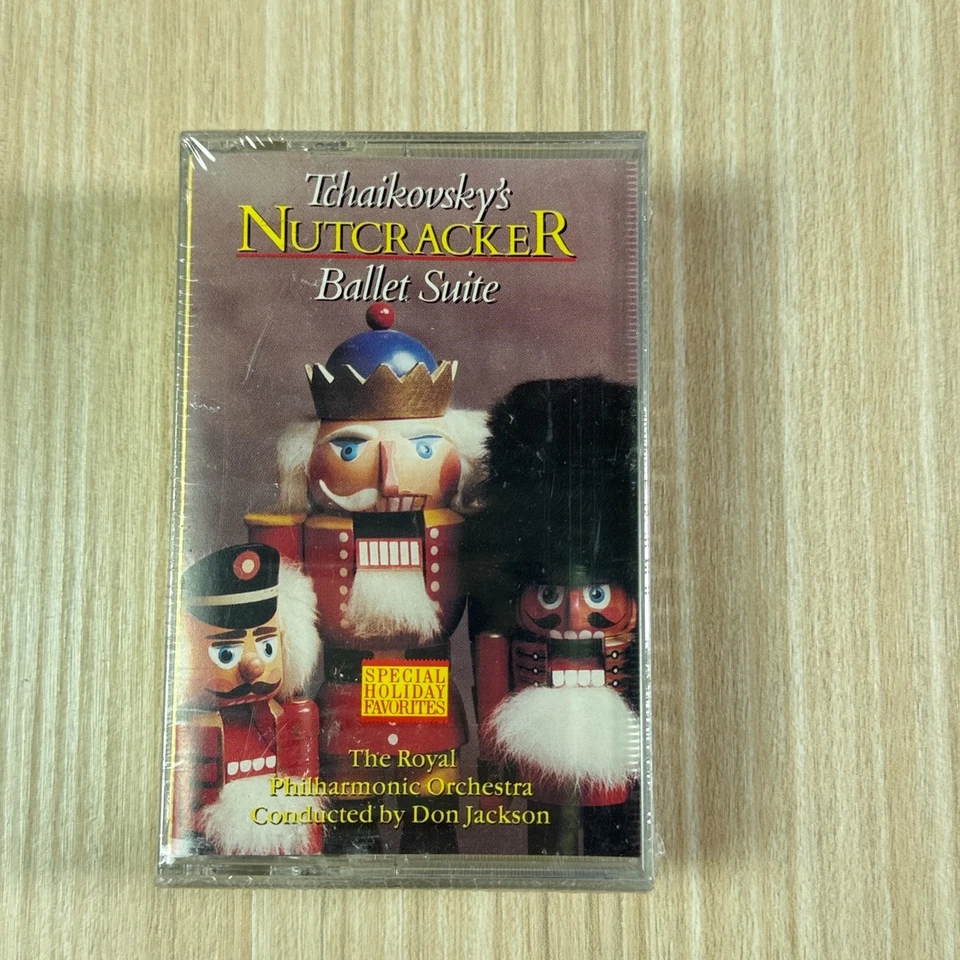 Tchaikovsky's
NUTCRACKER
Ballet Suite
SPECIAL
HOLIDAY
FAVORITES
The Royal
Philharmonic Orchestra
Conducted by Don Jackson